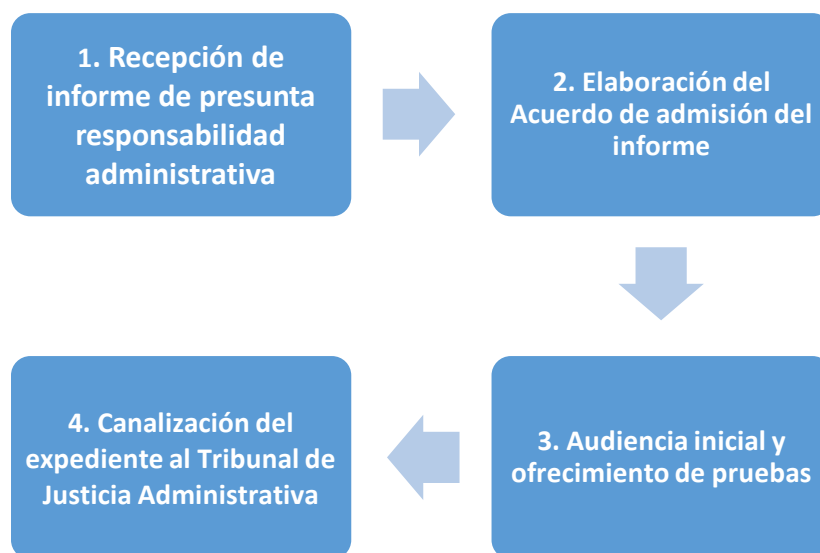 1. Recepción de
informe de presunta
responsabilidad
administrativa
2. Elaboración del
Acuerdo de admisión del
informe
3. Audiencia inicial y
ofrecimiento de pruebas
4. Canalización del
expediente al Tribunal de
Justicia Administrativa